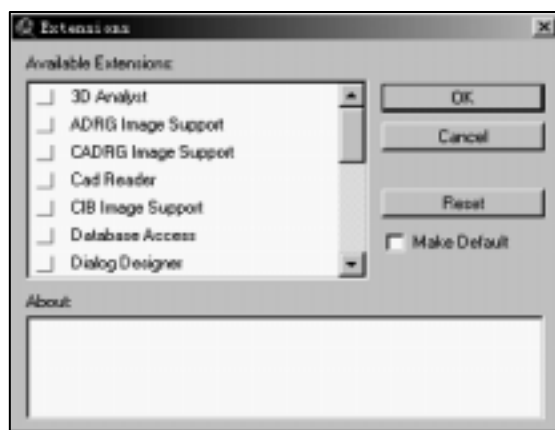 Extensions
Available Extensions:
3D Analyst
ADRG Image Support
CADRG Image Support
Cad Reader
CIB Image Support
Database Access
Dialog Designer
OK
Cancel
Reset
Make Default
About: